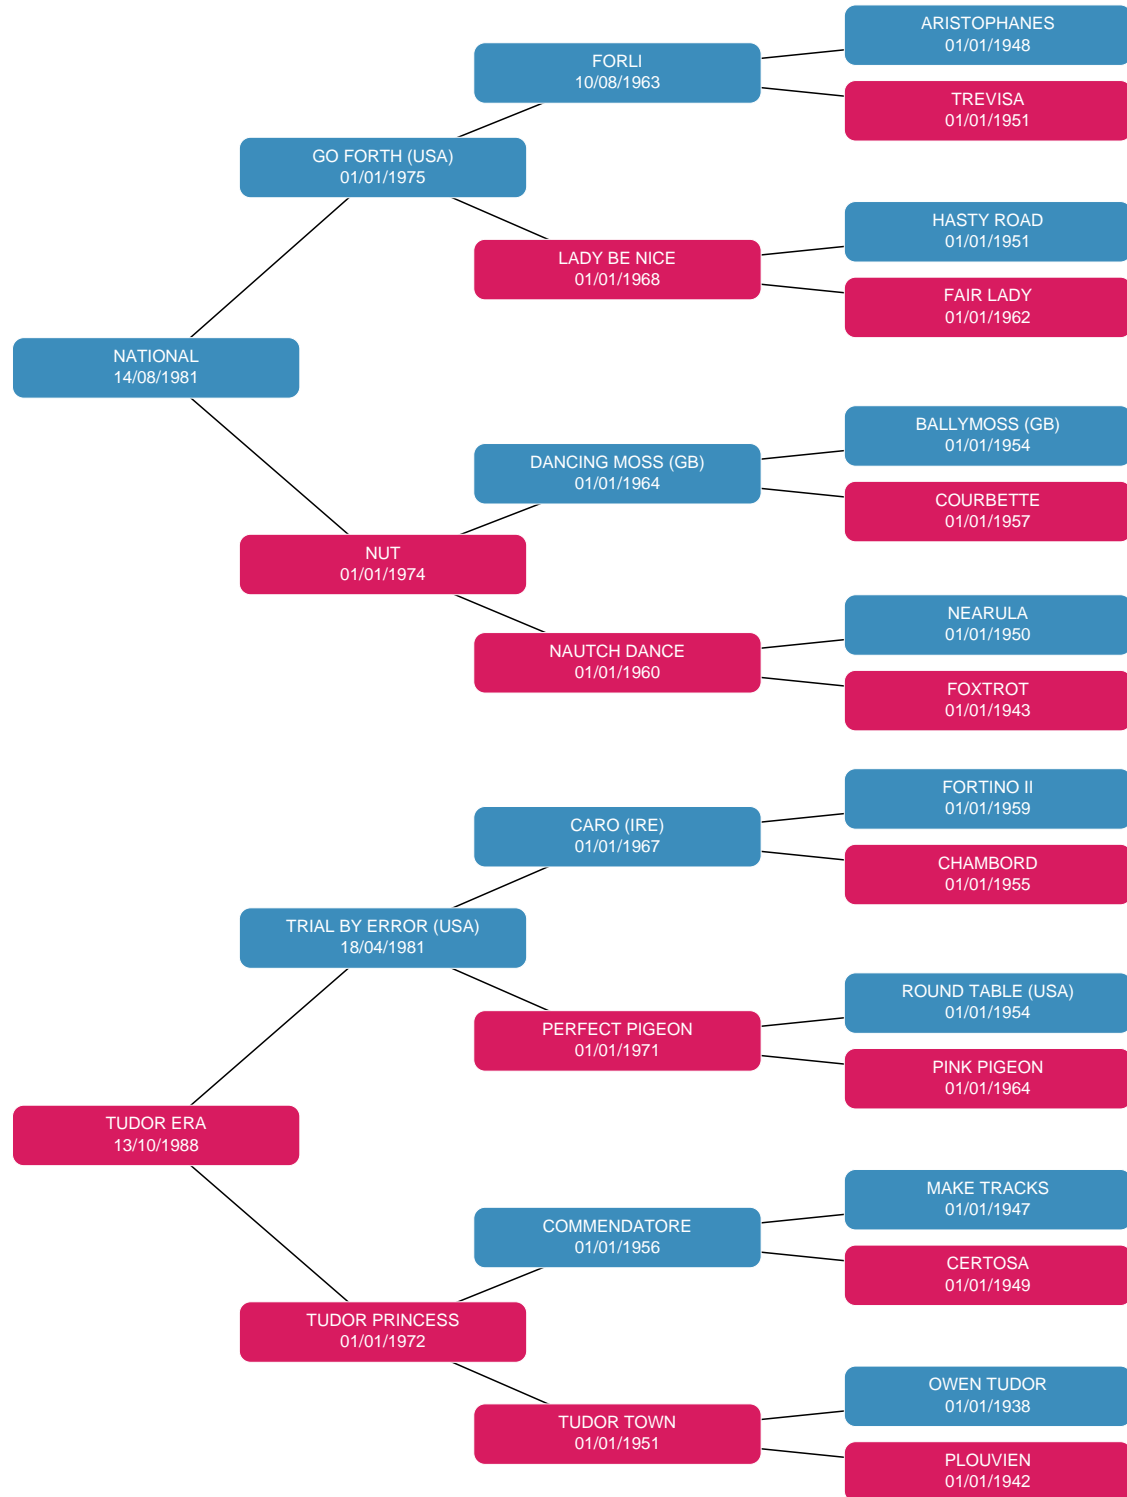 ARISTOPHANES
01/01/1948
FORLI
10/08/1963
TREVISA
01/01/1951
GO FORTH (USA)
01/01/1975
HASTY ROAD
01/01/1951
LADY BE NICE
01/01/1968
FAIR LADY
01/01/1962
NATIONAL
14/08/1981
BALLYMOSS (GB)
01/01/1954
DANCING MOSS (GB)
01/01/1964
COURBETTE
01/01/1957
NUT
01/01/1974
NEARULA
01/01/1950
NAUTCH DANCE
01/01/1960
FOXTROT
01/01/1943
FORTINO II
01/01/1959
CARO (IRE)
01/01/1967
CHAMBORD
01/01/1955
TRIAL BY ERROR (USA)
18/04/1981
ROUND TABLE (USA)
01/01/1954
PERFECT PIGEON
01/01/1971
PINK PIGEON
01/01/1964
TUDOR ERA
13/10/1988
MAKE TRACKS
01/01/1947
COMMENDATORE
01/01/1956
CERTOSA
01/01/1949
TUDOR PRINCESS
01/01/1972
OWEN TUDOR
01/01/1938
TUDOR TOWN
01/01/1951
PLOUVIEN
01/01/1942